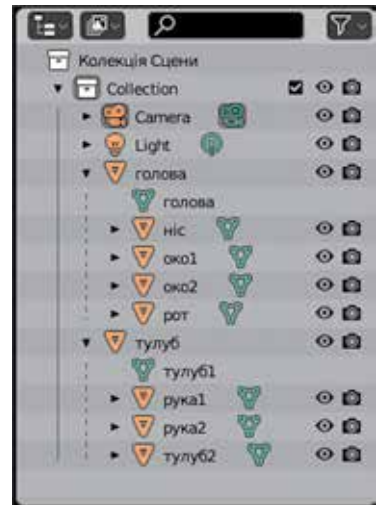 Колекція Сцени
Collection
Camera
Light
голова
голова
ніс
око1
око2
рот
тулуб
тулуб1
рука1
рука2
тулуб2